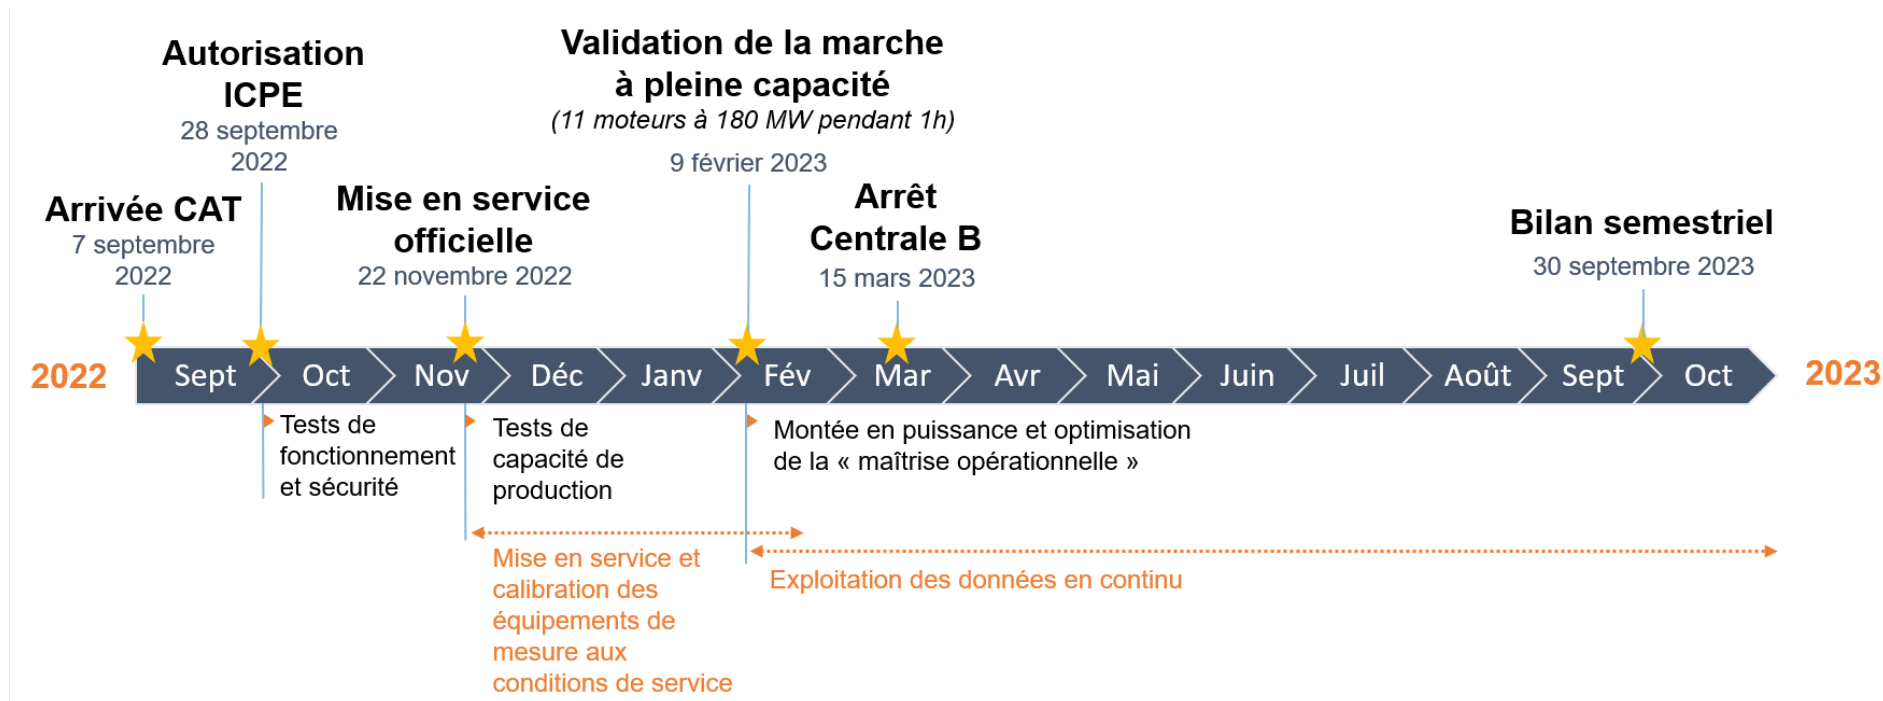 Autorisation
ICPE
28 septembre
2022
Validation de la marche
à pleine capacité
(11 moteurs à 180 MW pendant 1h)
9 février 2023
Arrivée CAT
7 septembre
2022
Mise en service
officielle
22 novembre 2022
Arrêt
Centrale B
15 mars 2023
Bilan semestriel
30 septembre 2023
2022 Sept Oct Nov Déc Janv Fév Mar Avr Mai Juin Juil Août Sept Oct 2023
Tests de
fonctionnement
et sécurité
Tests de
capacité de
production
Montée en puissance et optimisation
de la « maîtrise opérationnelle »
Mise en service et
calibration des
équipements de
mesure aux
conditions de service
Exploitation des données en continu